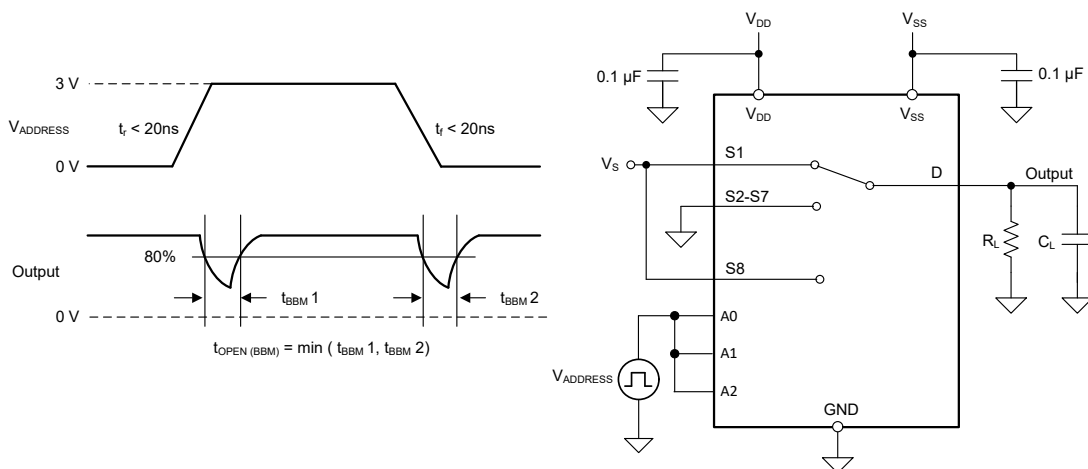 3 V
V_ADDRESS
t_r < 20ns
t_f < 20ns
0 V
80%
Output
t_BBM 1
t_BBM 2
0 V
t_OPEN (BBM) = min ( t_BBM 1, t_BBM 2)
V_DD
V_SS
0.1 µF
0.1 µF
V_DD
V_SS
V_S
S1
D
Output
S2-S7
R_L
C_L
S8
A0
A1
V_ADDRESS
A2
GND